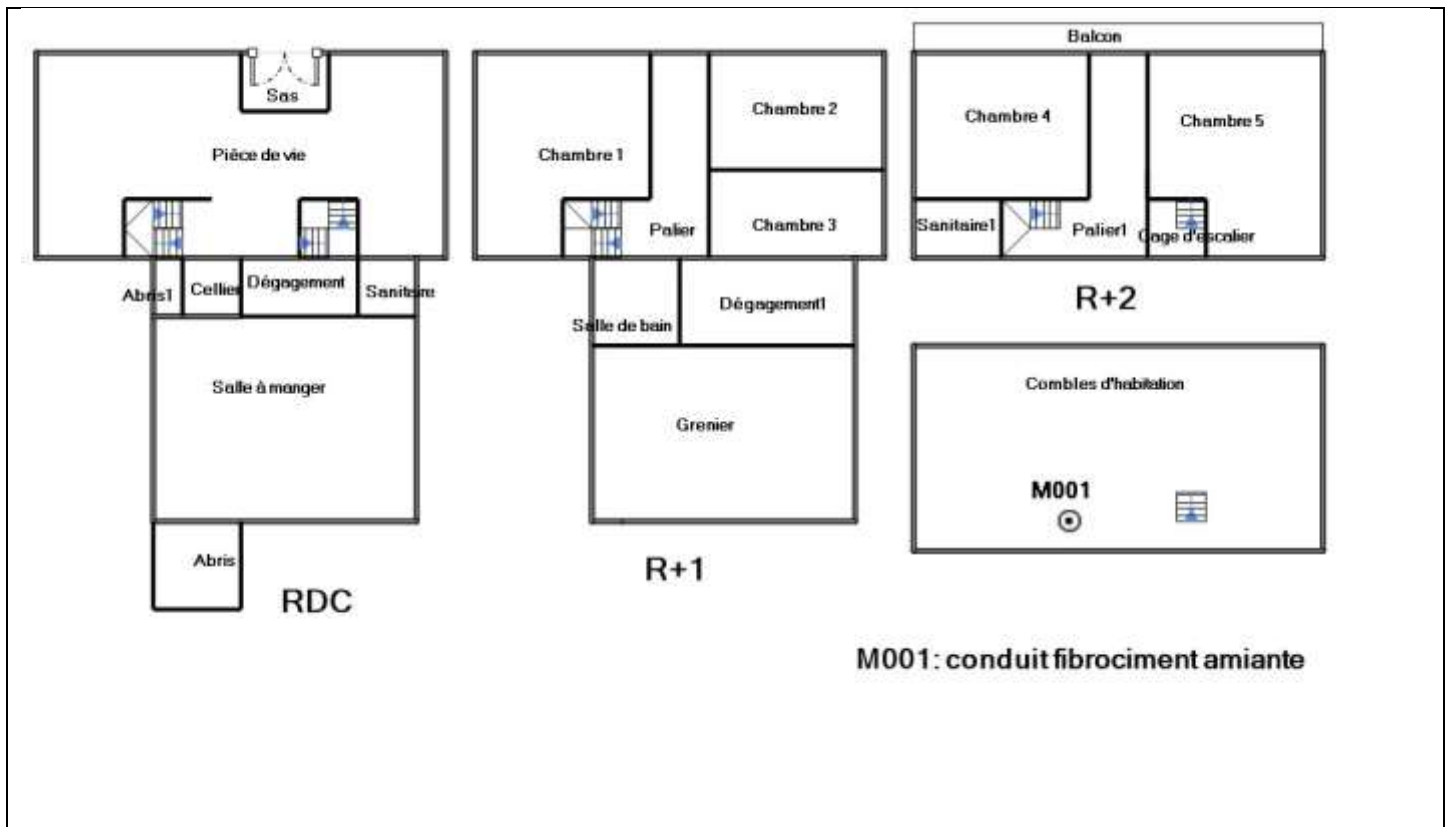 Sas
Pièce de vie
Abris1
Cellier
Dégagement
Sanitaire
Salle à manger
Abris
RDC
Chambre 1
Chambre 2
Chambre 3
Palier
Salle de bain
Dégagement1
Grenier
R+1
Balcon
Chambre 4
Chambre 5
Sanitaire1
Palier1
Cage d'escalier
R+2
Combles d'habitation
M001
M001: conduit fibrociment amiante